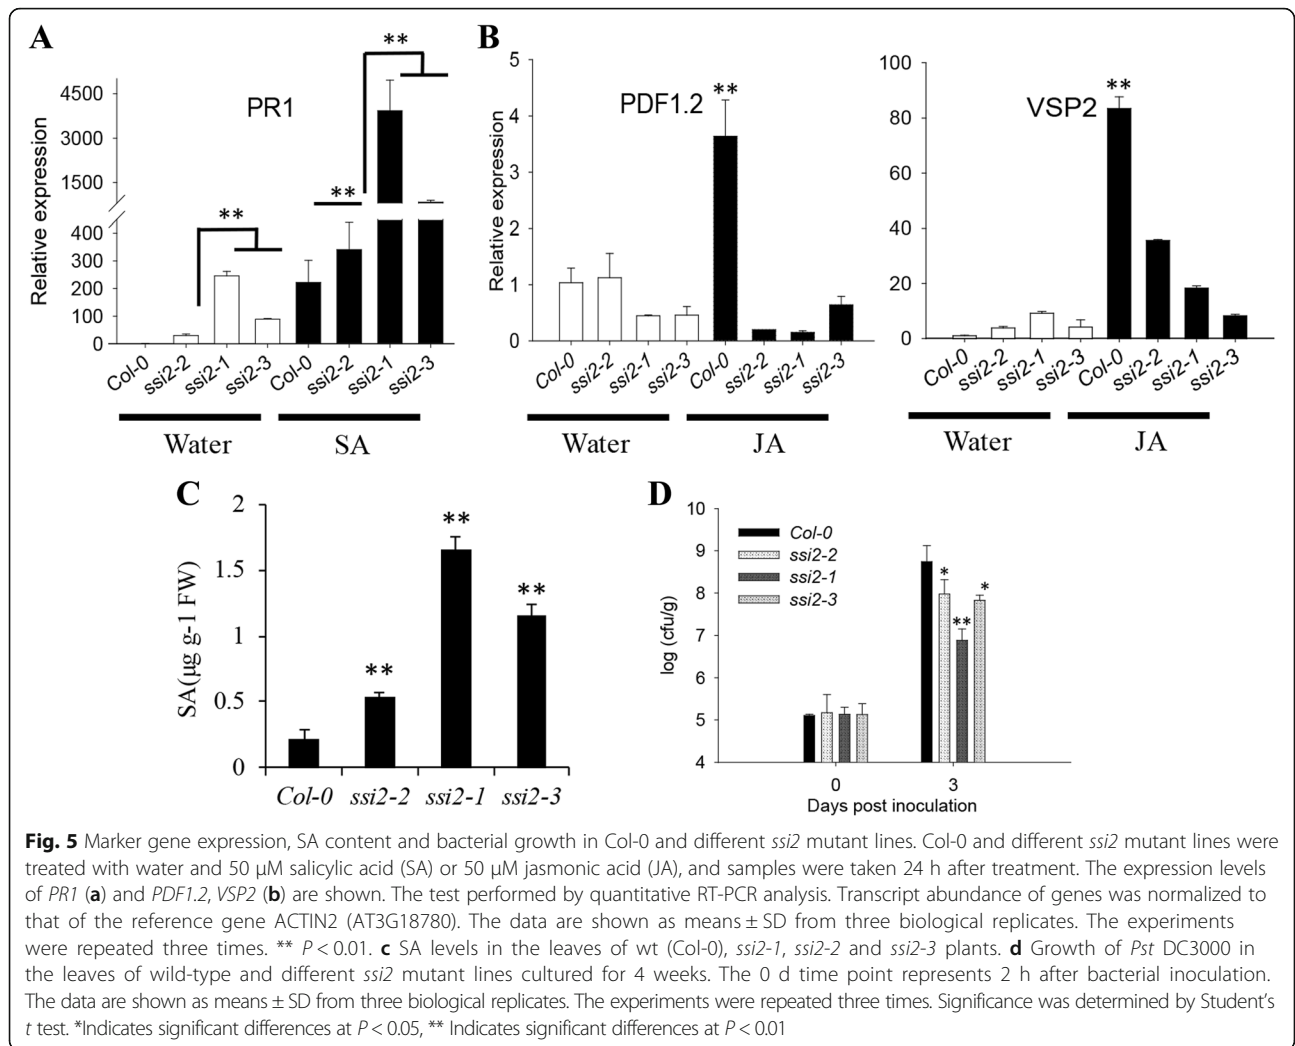 A
**
**
**
PR1
Relative expression
4500
3000
1500
400
300
200
100
0
Col-0
ssi2-2
ssi2-1
ssi2-3
Col-0
ssi2-2
ssi2-1
ssi2-3
Water
SA
B
**
PDF1.2
Relative expression
5
4
3
2
1
0
Col-0
ssi2-2
ssi2-1
ssi2-3
Col-0
ssi2-2
ssi2-1
ssi2-3
Water
JA
**
VSP2
100
80
60
40
20
0
Col-0
ssi2-2
ssi2-1
ssi2-3
Col-0
ssi2-2
ssi2-1
ssi2-3
Water
JA
C
SA(µg g-1 FW)
2
1.5
1
0.5
0
**
**
**
Col-0
ssi2-2
ssi2-1
ssi2-3
D
log (cfu/g)
10
9
8
7
6
5
4
Col-0
ssi2-2
ssi2-1
ssi2-3
*
**
*
0
3
Days post inoculation
Fig. 5 Marker gene expression, SA content and bacterial growth in Col-0 and different ssi2 mutant lines. Col-0 and different ssi2 mutant lines were
treated with water and 50 µM salicylic acid (SA) or 50 µM jasmonic acid (JA), and samples were taken 24 h after treatment. The expression levels
of PR1 (a) and PDF1.2, VSP2 (b) are shown. The test performed by quantitative RT-PCR analysis. Transcript abundance of genes was normalized to
that of the reference gene ACTIN2 (AT3G18780). The data are shown as means ± SD from three biological replicates. The experiments
were repeated three times. ** P < 0.01. c SA levels in the leaves of wt (Col-0), ssi2-1, ssi2-2 and ssi2-3 plants. d Growth of Pst DC3000 in
the leaves of wild-type and different ssi2 mutant lines cultured for 4 weeks. The 0 d time point represents 2 h after bacterial inoculation.
The data are shown as means ± SD from three biological replicates. The experiments were repeated three times. Significance was determined by Student's
t test. *Indicates significant differences at P < 0.05, ** Indicates significant differences at P < 0.01